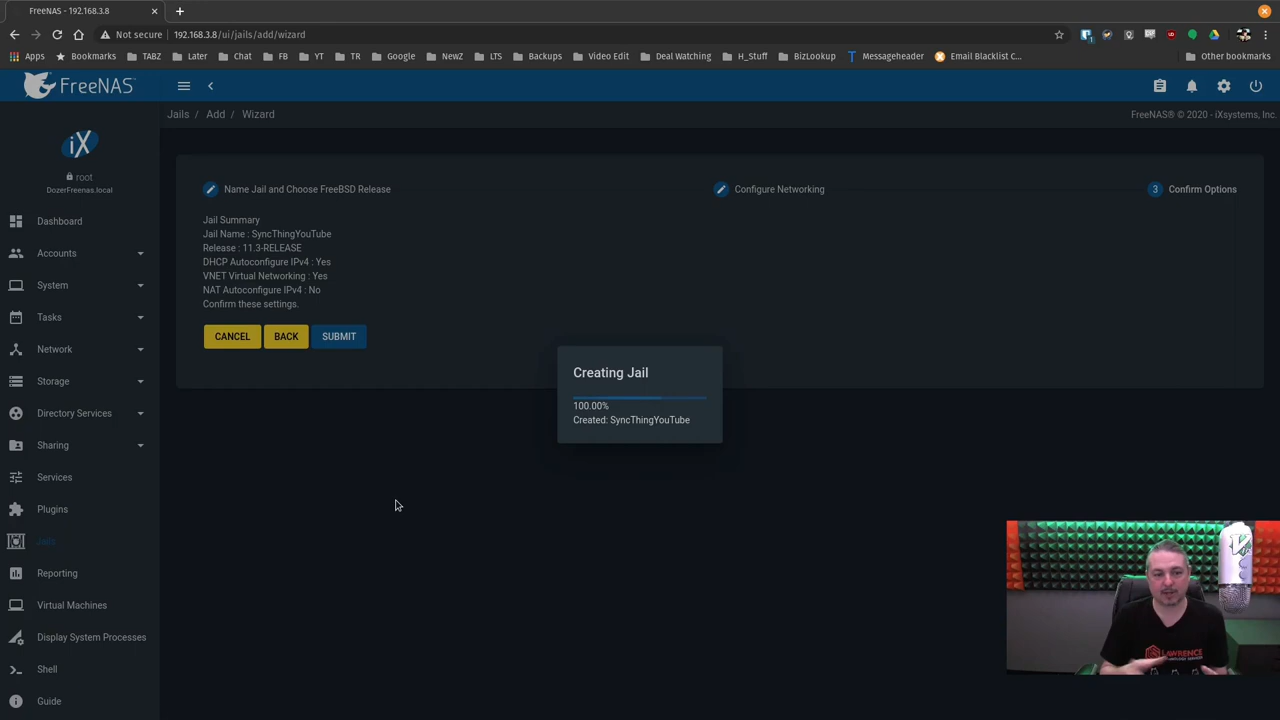 FreeNAS - 192.168.3.8
Not secure
192.168.3.8/ui/jails/add/wizard
Apps
Bookmarks
TABZ
Later
Chat
FB
YT
TR
Google
NewZ
LTS
Backups
Video Edit
Deal Watching
H_Stuff
BizLookup
Messageheader
Email Blacklist C...
Other bookmarks
FreeNAS
Jails / Add / Wizard
FreeNAS® © 2020 - iXsystems, Inc.
iX
root
DozerFreenas.local
Dashboard
Accounts
System
Tasks
Network
Storage
Directory Services
Sharing
Services
Plugins
Jails
Reporting
Virtual Machines
Display System Processes
Shell
Guide
Name Jail and Choose FreeBSD Release
Configure Networking
3 Confirm Options
Jail Summary
Jail Name : SyncThingYouTube
Release : 11.3-RELEASE
DHCP Autoconfigure IPv4 : Yes
VNET Virtual Networking : Yes
NAT Autoconfigure IPv4 : No
Confirm these settings.
CANCEL
BACK
SUBMIT
Creating Jail
100.00%
Created: SyncThingYouTube
LAWRENCE